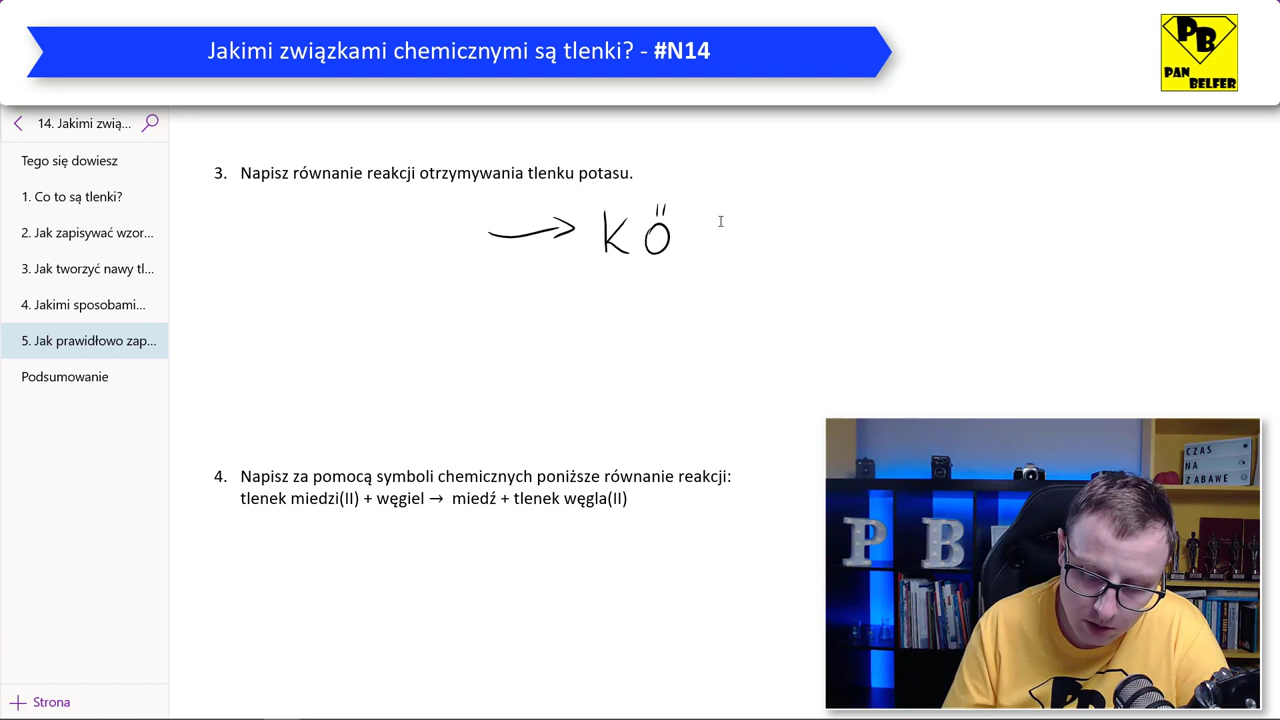 Jakimi związkami chemicznymi są tlenki? - #N14
PB
PAN
BELFER
14. Jakimi zwią...
Tego się dowiesz
1. Co to są tlenki?
2. Jak zapisywać wzor...
3. Jak tworzyć nawy tl...
4. Jakimi sposobami...
5. Jak prawidłowo zap...
Podsumowanie
Strona
3. Napisz równanie reakcji otrzymywania tlenku potasu.
→ K O
II
4. Napisz za pomocą symboli chemicznych poniższe równanie reakcji:
tlenek miedzi(II) + węgiel → miedź + tlenek węgla(II)
CZAS
NA
ZABAWE
P B